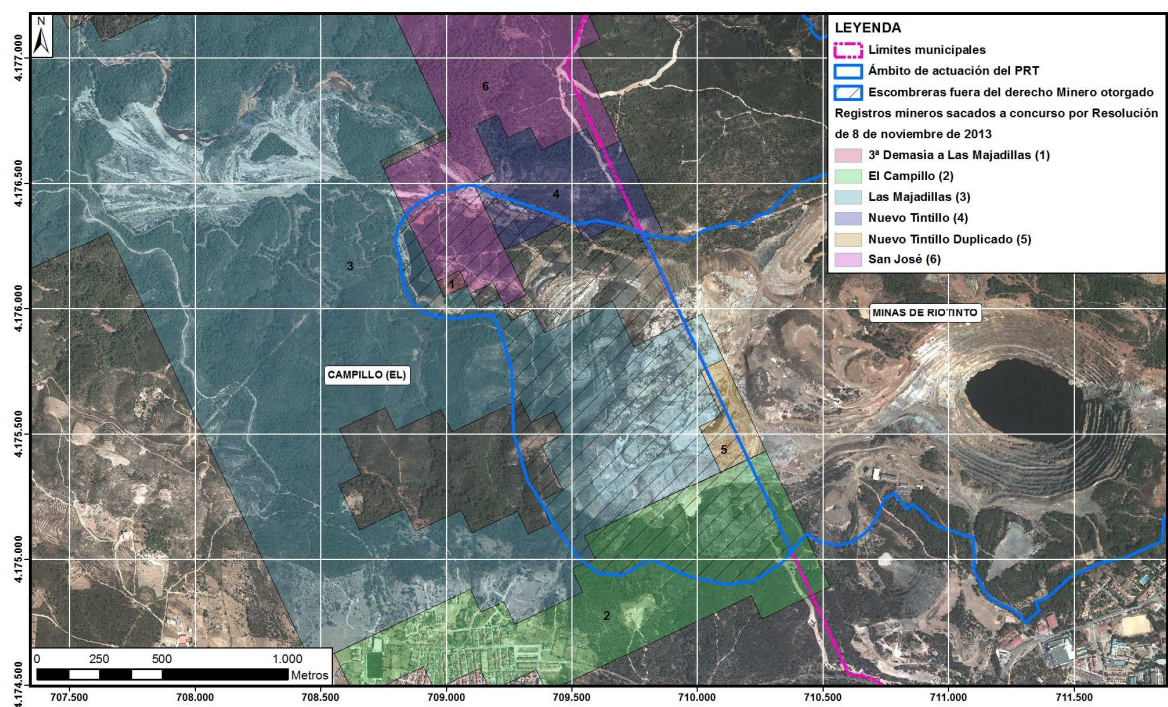 N
LEYENDA
Límites municipales
Ámbito de actuación del PRT
Escombreras fuera del derecho Minero otorgado
Registros mineros sacados a concurso por Resolución
de 8 de noviembre de 2013
3ª Demasía a Las Majadillas (1)
El Campillo (2)
Las Majadillas (3)
Nuevo Tintillo (4)
Nuevo Tintillo Duplicado (5)
San José (6)
4.177.000
4.176.500
4.176.000
4.175.500
4.175.000
4.174.500
6
4
3
1
MINAS DE RIOTINTO
CAMPILLO (EL)
5
2
0 250 500 1.000
Metros
707.500 708.000 708.500 709.000 709.500 710.000 710.500 711.000 711.500